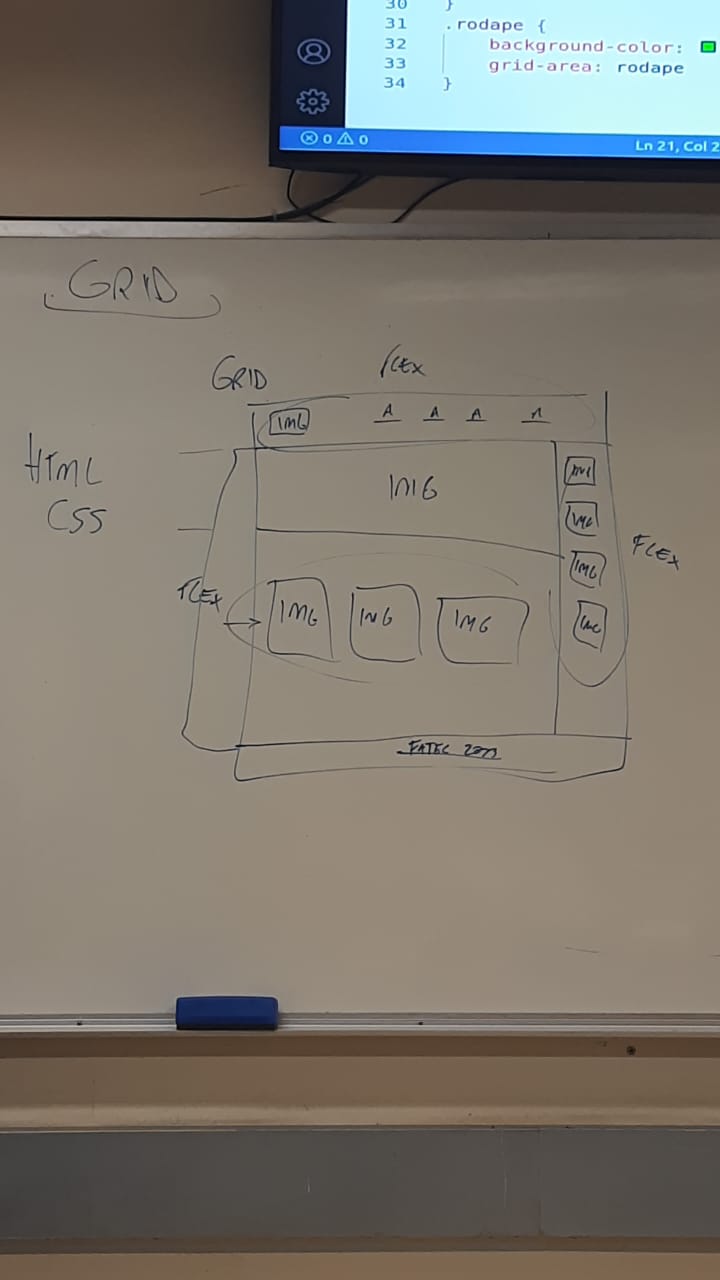 30 }
31 .rodape {
32 background-color:
33 grid-area: rodape
34 }
0 0
Ln 21, Col 2
GRID
GRID
FLEX
IMG A A A A
HTML
CSS
IMG
IMG
IMG
IMG
IMG
FLEX
FLEX
IMG IMG IMG
FATEC